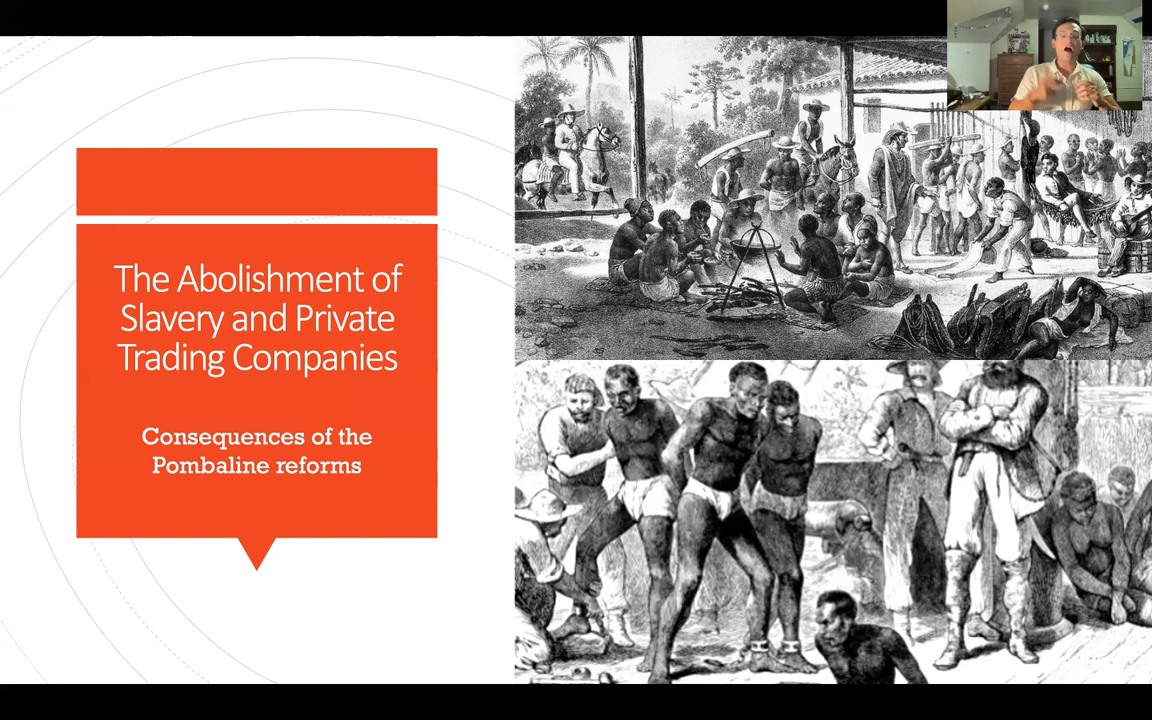 The Abolishment of
Slavery and Private
Trading Companies
Consequences of the
Pombaline reforms